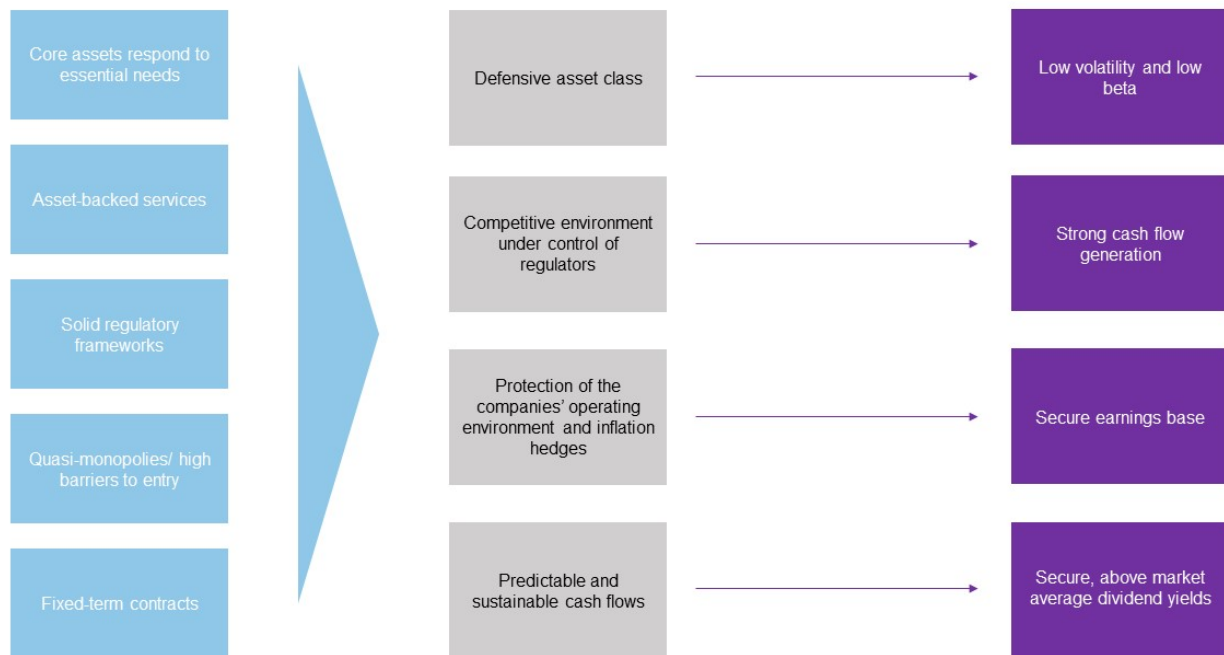 Core assets respond to
essential needs
Asset-backed services
Solid regulatory
frameworks
Quasi-monopolies/ high
barriers to entry
Fixed-term contracts
Defensive asset class
Competitive environment
under control of
regulators
Protection of the
companies’ operating
environment and inflation
hedges
Predictable and
sustainable cash flows
Low volatility and low
beta
Strong cash flow
generation
Secure earnings base
Secure, above market
average dividend yields